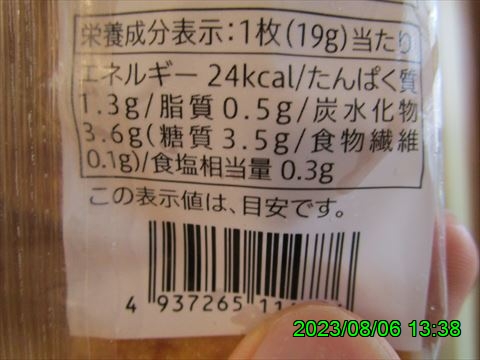 栄養成分表示:1枚(19g)当たり
エネルギー 24kcal/たんぱく質
1.3g/脂質 0.5g/炭水化物
3.6g(糖質 3.5g/食物繊維
0.1g)/食塩相当量 0.3g
この表示値は、目安です。
4 937265
2023/08/06 13:38